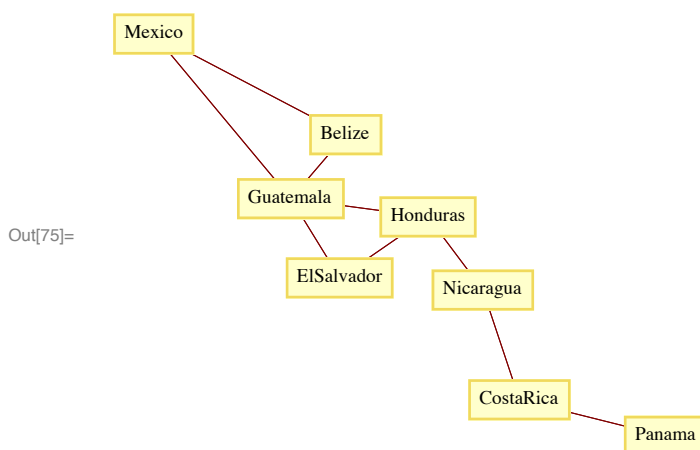 Mexico
Belize
Guatemala
Honduras
Out[75]=
ElSalvador
Nicaragua
CostaRica
Panama